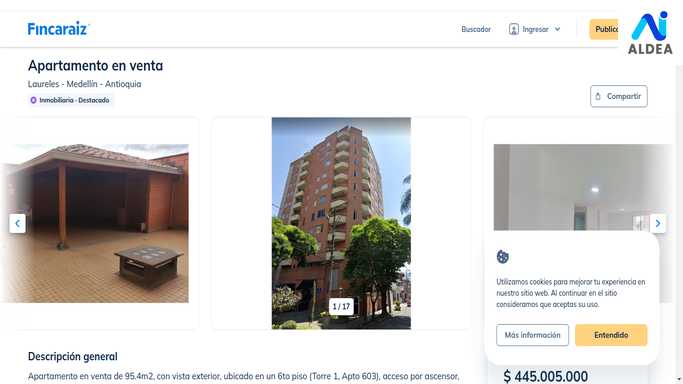 Fincaraiz
Buscador
Ingresar
Public
ALDEA
Apartamento en venta
Laureles - Medellín - Antioquia
Inmobiliaria - Destacado
Compartir
1 / 17
Utilizamos cookies para mejorar tu experiencia en
nuestro sitio web. Al continuar en el sitio
consideramos que aceptas su uso.
Más información
Entendido
Descripción general
Apartamento en venta de 95.4m2, con vista exterior, ubicado en un 6to piso (Torre 1, Apto 603), acceso por ascensor,
$ 445.005.000